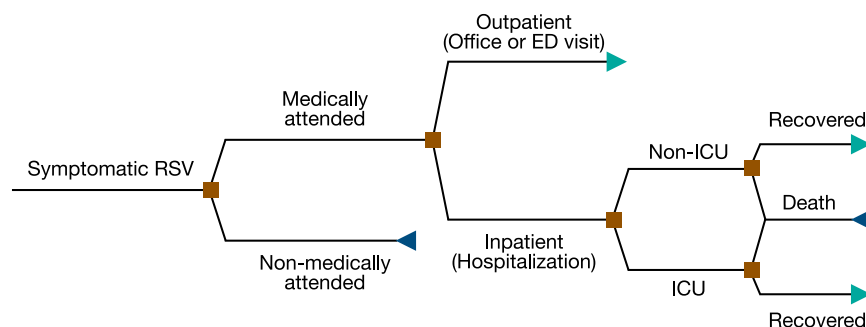 Outpatient
(Office or ED visit)
Medically
attended
Symptomatic RSV
Non-medically
attended
Inpatient
(Hospitalization)
Non-ICU
ICU
Recovered
Death
Recovered